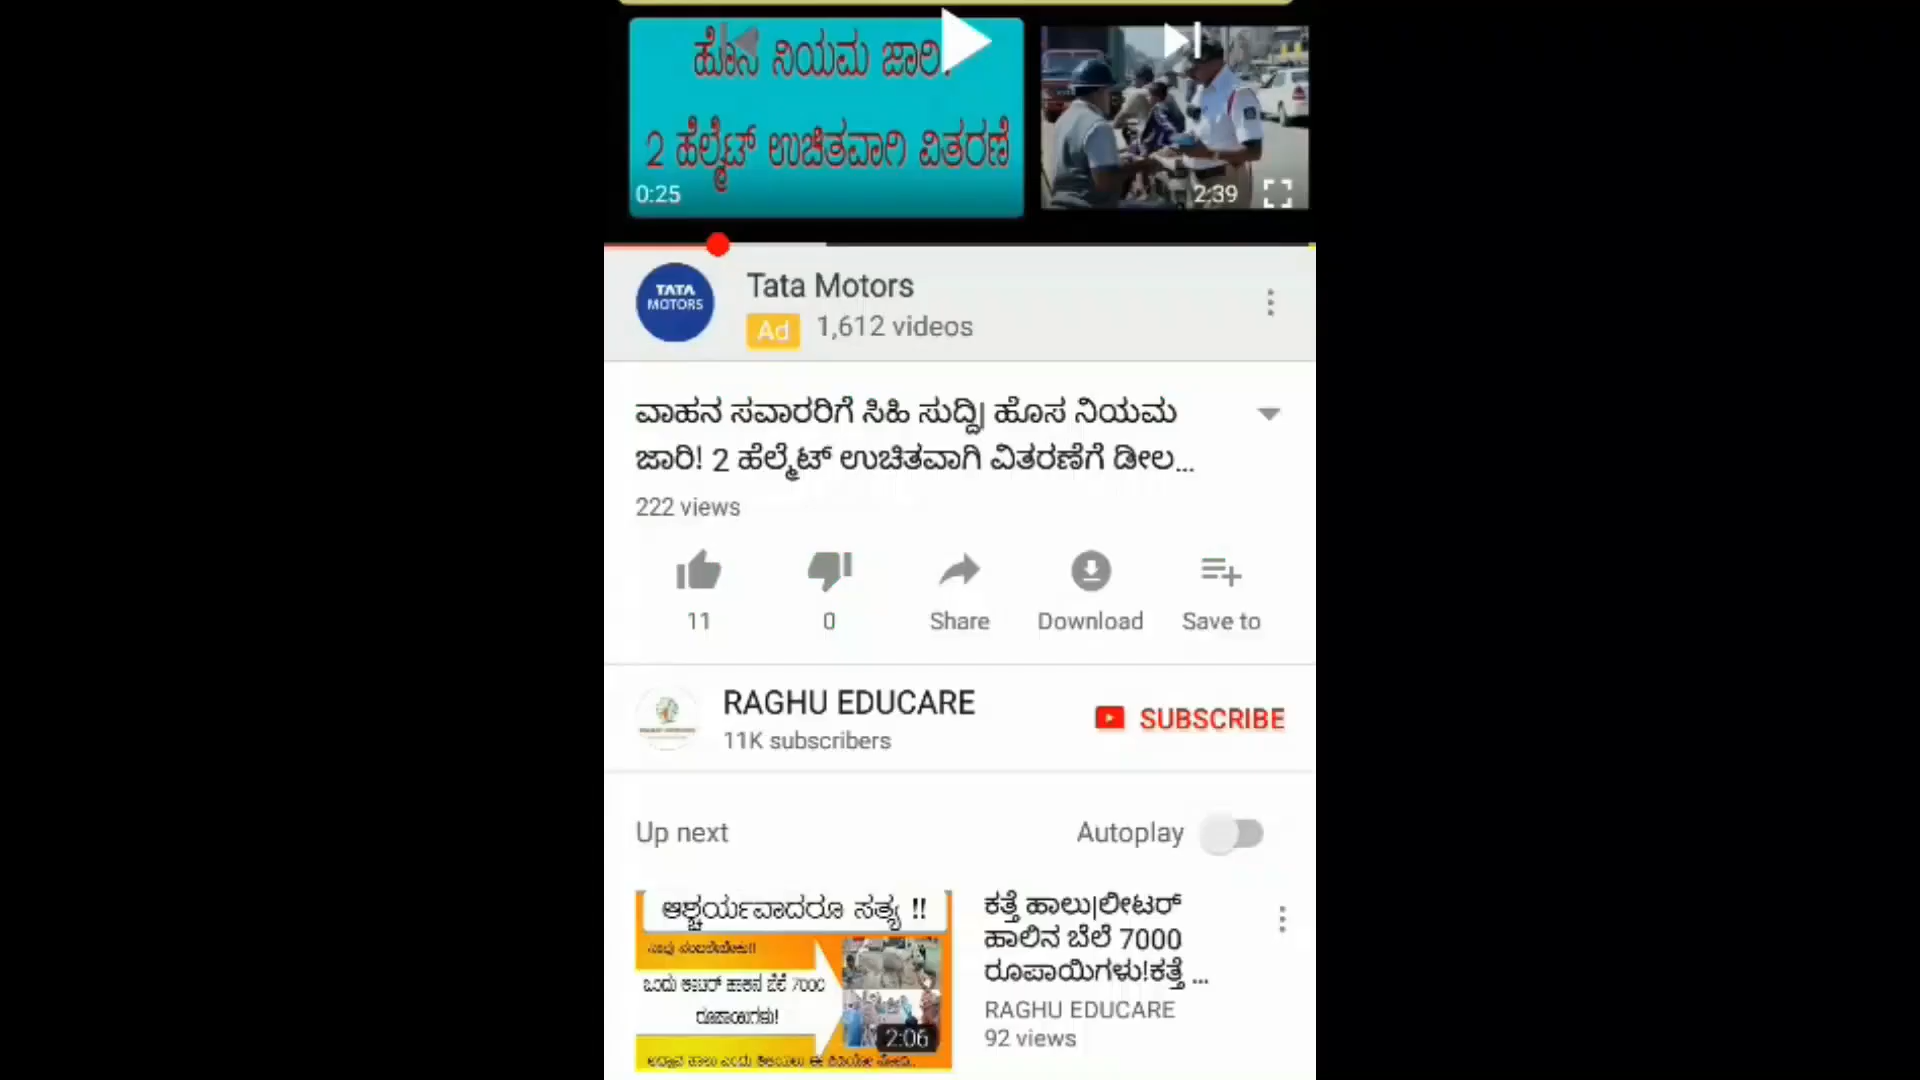 ಹೊಸ ನಿಯಮ ಜಾರಿ!
2 ಹೆಲ್ಮೆಟ್ ಉಚಿತವಾಗಿ ವಿತರಣೆ
0:25
2:39
TATA
MOTORS
Tata Motors
Ad 1,612 videos
ವಾಹನ ಸವಾರರಿಗೆ ಸಿಹಿ ಸುದ್ದಿ| ಹೊಸ ನಿಯಮ
ಜಾರಿ! 2 ಹೆಲ್ಮೆಟ್ ಉಚಿತವಾಗಿ ವಿತರಣೆಗೆ ಡೀಲ...
222 views
11 0 Share Download Save to
RAGHU EDUCARE
11K subscribers
SUBSCRIBE
Up next Autoplay
ಆಶ್ಚರ್ಯವಾದರೂ ಸತ್ಯ !!
ಒಂದು ಲೀಟರ್ ಹಾಲಿನ ಬೆಲೆ 7000
ರೂಪಾಯಿಗಳು!
2:06
ಕತ್ತೆ ಹಾಲು|ಲೀಟರ್
ಹಾಲಿನ ಬೆಲೆ 7000
ರೂಪಾಯಿಗಳು!ಕತ್ತೆ ...
RAGHU EDUCARE
92 views